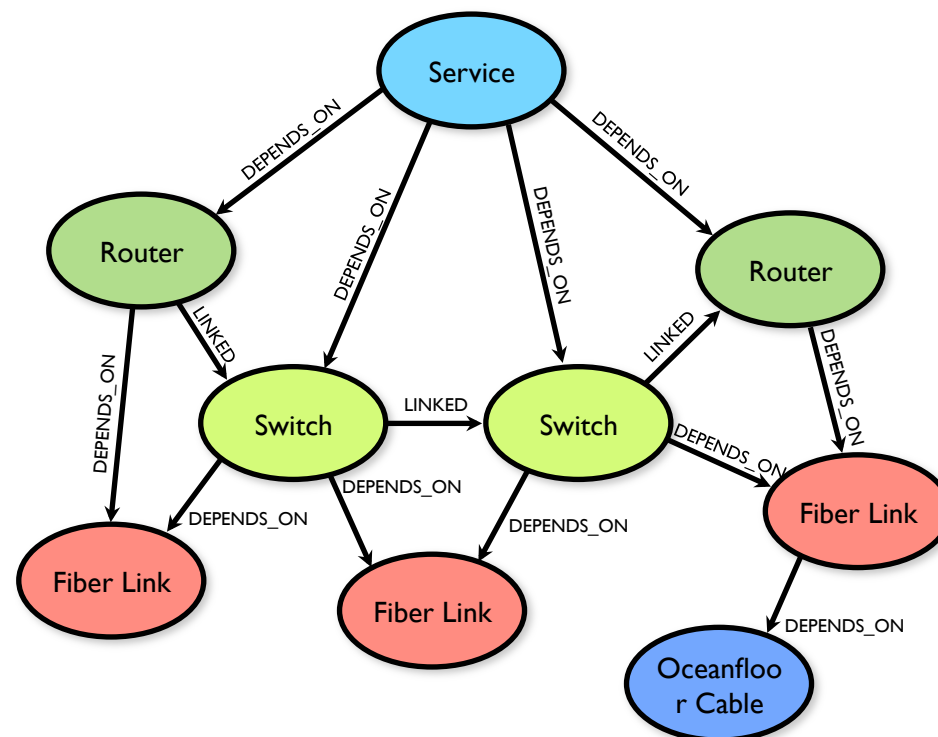 Service
DEPENDS_ON
DEPENDS_ON
DEPENDS_ON
DEPENDS_ON
Router
Router
LINKED
LINKED
DEPENDS_ON
DEPENDS_ON
Switch
LINKED
Switch
DEPENDS_ON
DEPENDS_ON
DEPENDS_ON
DEPENDS_ON
Fiber Link
Fiber Link
Fiber Link
DEPENDS_ON
Oceanfloo
r Cable